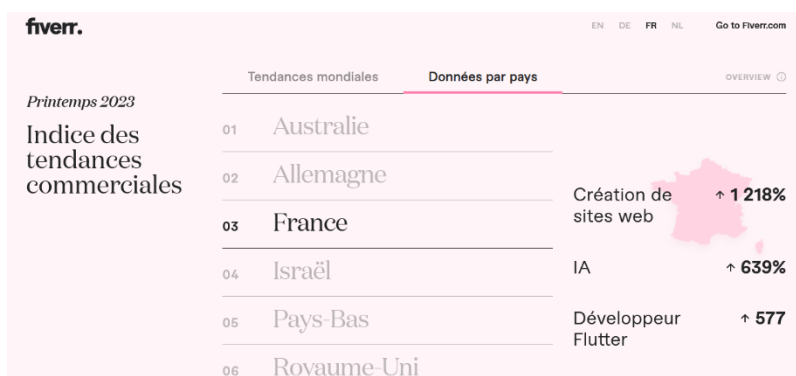 fiverr.
EN DE FR NL Go to Fiverr.com
Tendances mondiales Données par pays OVERVIEW
Printemps 2023
Indice des
tendances
commerciales
01 Australie
02 Allemagne
03 France
04 Israël
05 Pays-Bas
06 Royaume-Uni
Création de
sites web
↑ 1 218%
IA ↑ 639%
Développeur
Flutter
↑ 577